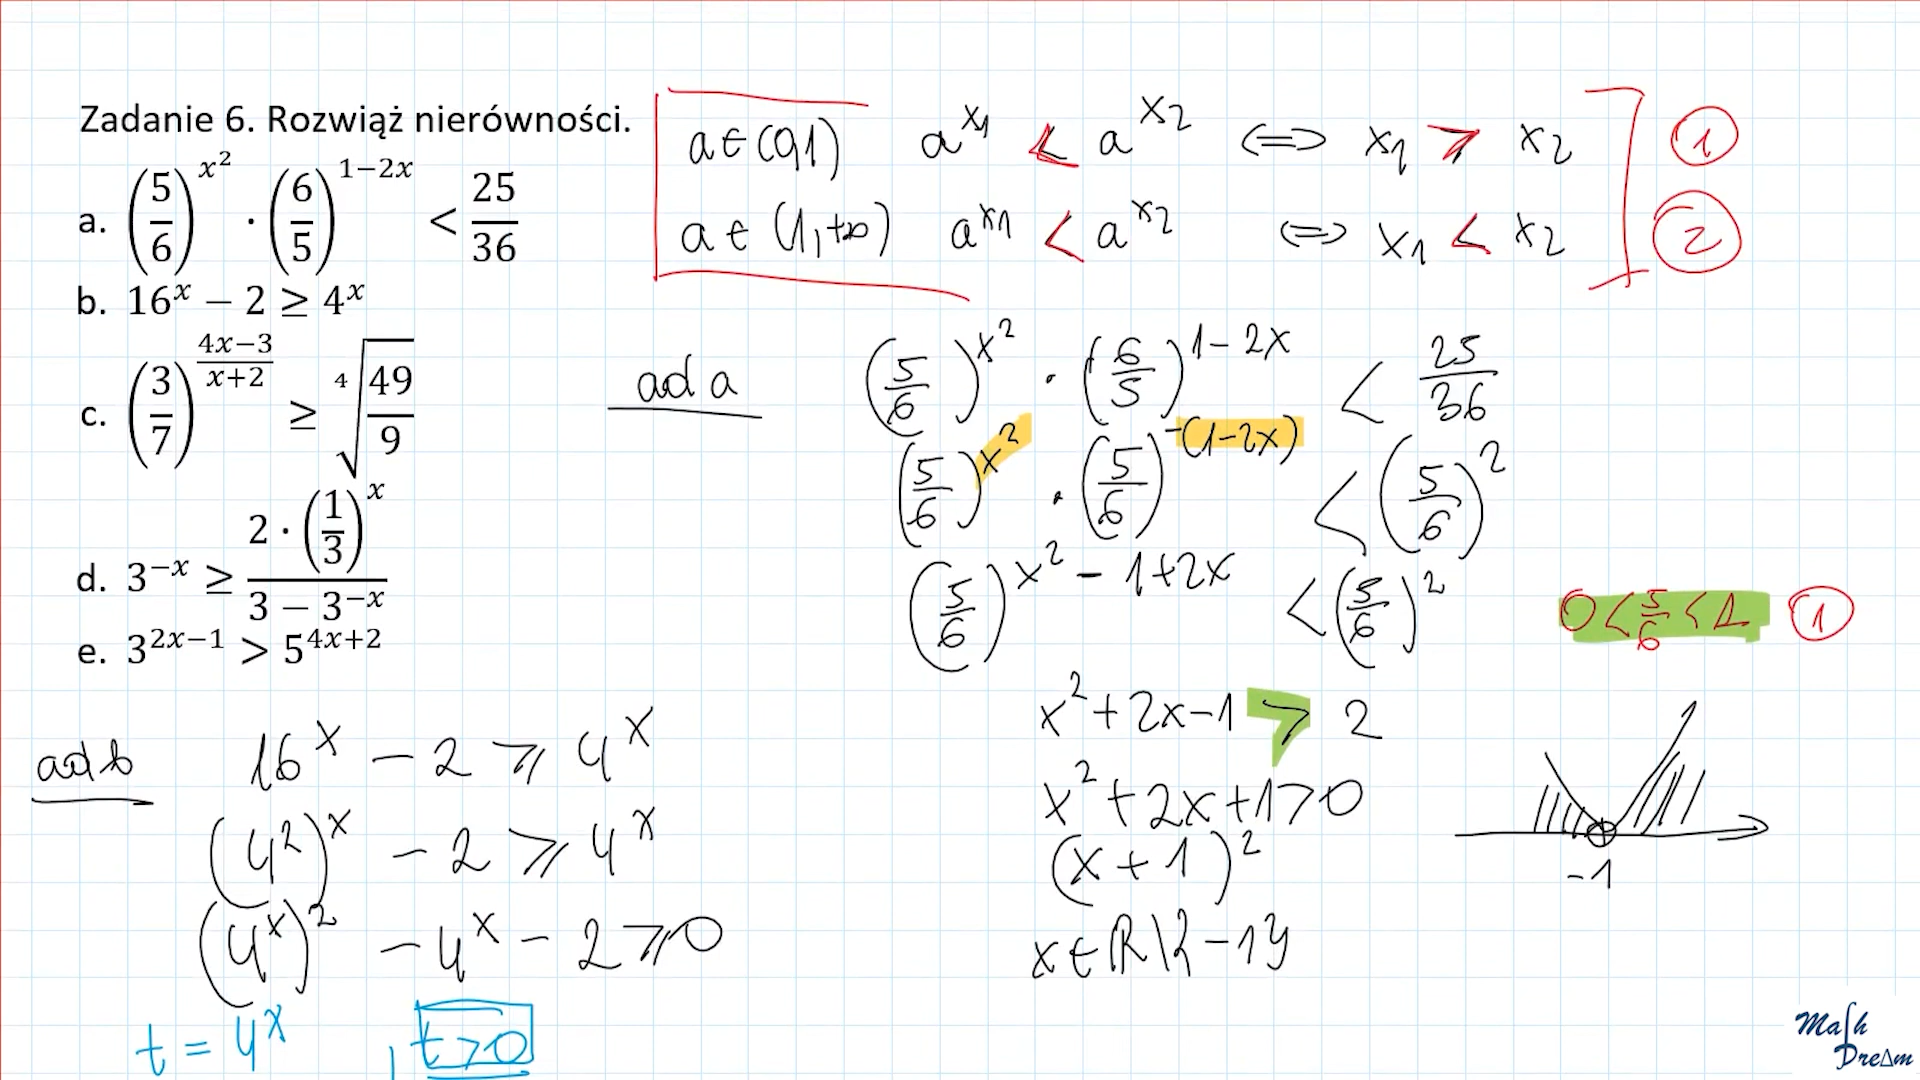 Zadanie 6. Rozwiąż nierówności.
a. (5/6)^(x²) · (6/5)^(1−2x) < 25/36
b. 16^x − 2 ≥ 4^x
c. (3/7)^((4x−3)/(x+2)) ≥ ⁴√(49/9)
d. 3^(−x) ≥ (2·(1/3)^x)/(3 − 3^(−x))
e. 3^(2x−1) > 5^(4x+2)
a∈(0,1) a^(x₁) < a^(x₂) ⇔ x₁ > x₂ ①
a∈(1,+∞) a^(x₁) < a^(x₂) ⇔ x₁ < x₂ ②
ad a
(5/6)^(x²) · (6/5)^(1−2x) < 25/36
(5/6)^(x²) · (5/6)^(−(1−2x)) < (5/6)²
(5/6)^(x² − 1+2x) < (5/6)² 0<5/6<1 ①
x²+2x−1 > 2
x²+2x+1>0
(x+1)²
x∈ℝ\{−1}
−1
ad b
16^x − 2 ≥ 4^x
(4²)^x − 2 ≥ 4^x
(4^x)² − 4^x − 2 ≥ 0
t = 4^x , t>0
Math
Dre∆m